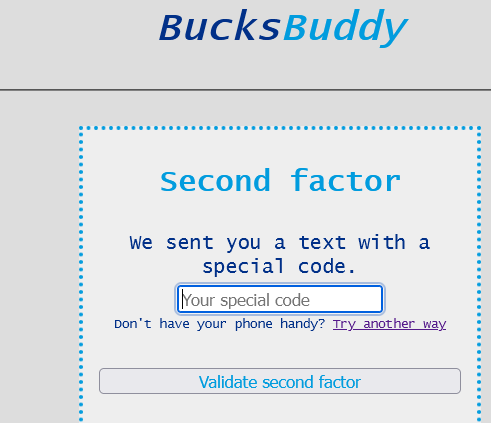 BucksBuddy
Second factor
We sent you a text with a
special code.
Your special code
Don't have your phone handy? Try another way
Validate second factor